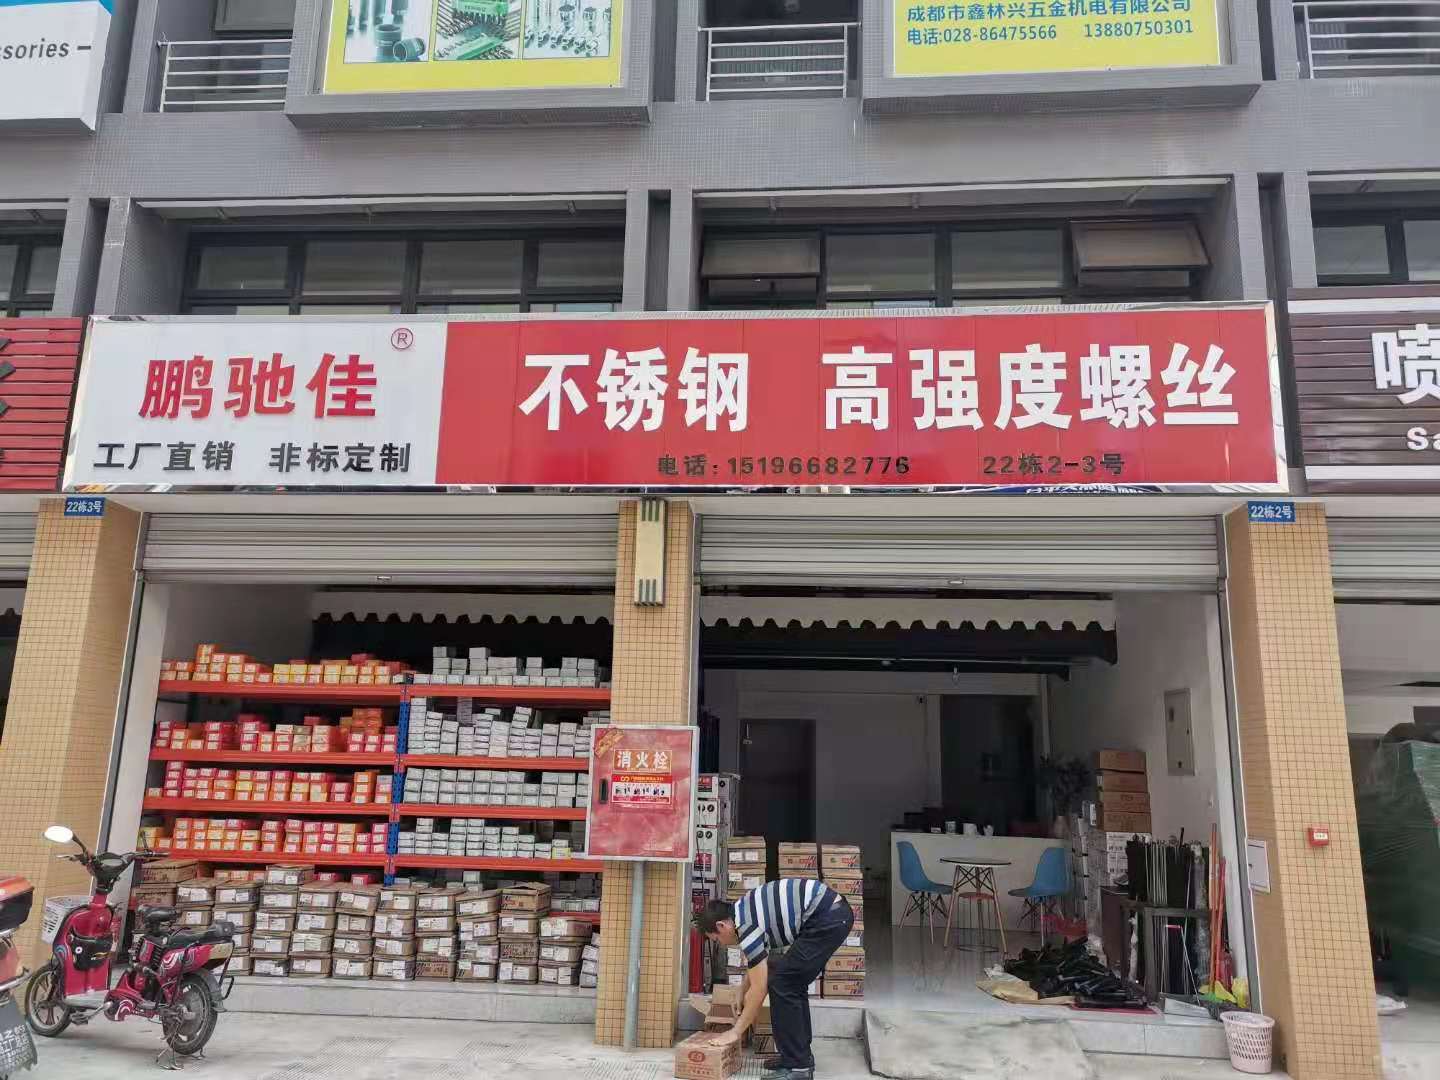 ssories
成都市鑫林兴五金机电有限公司
电话:028-86475566 13880750301
鹏驰佳®
工厂直销 非标定制
不锈钢 高强度螺丝
电话:15196682776 22栋2-3号
喷
Sa
22栋3号
22栋2号
消火栓